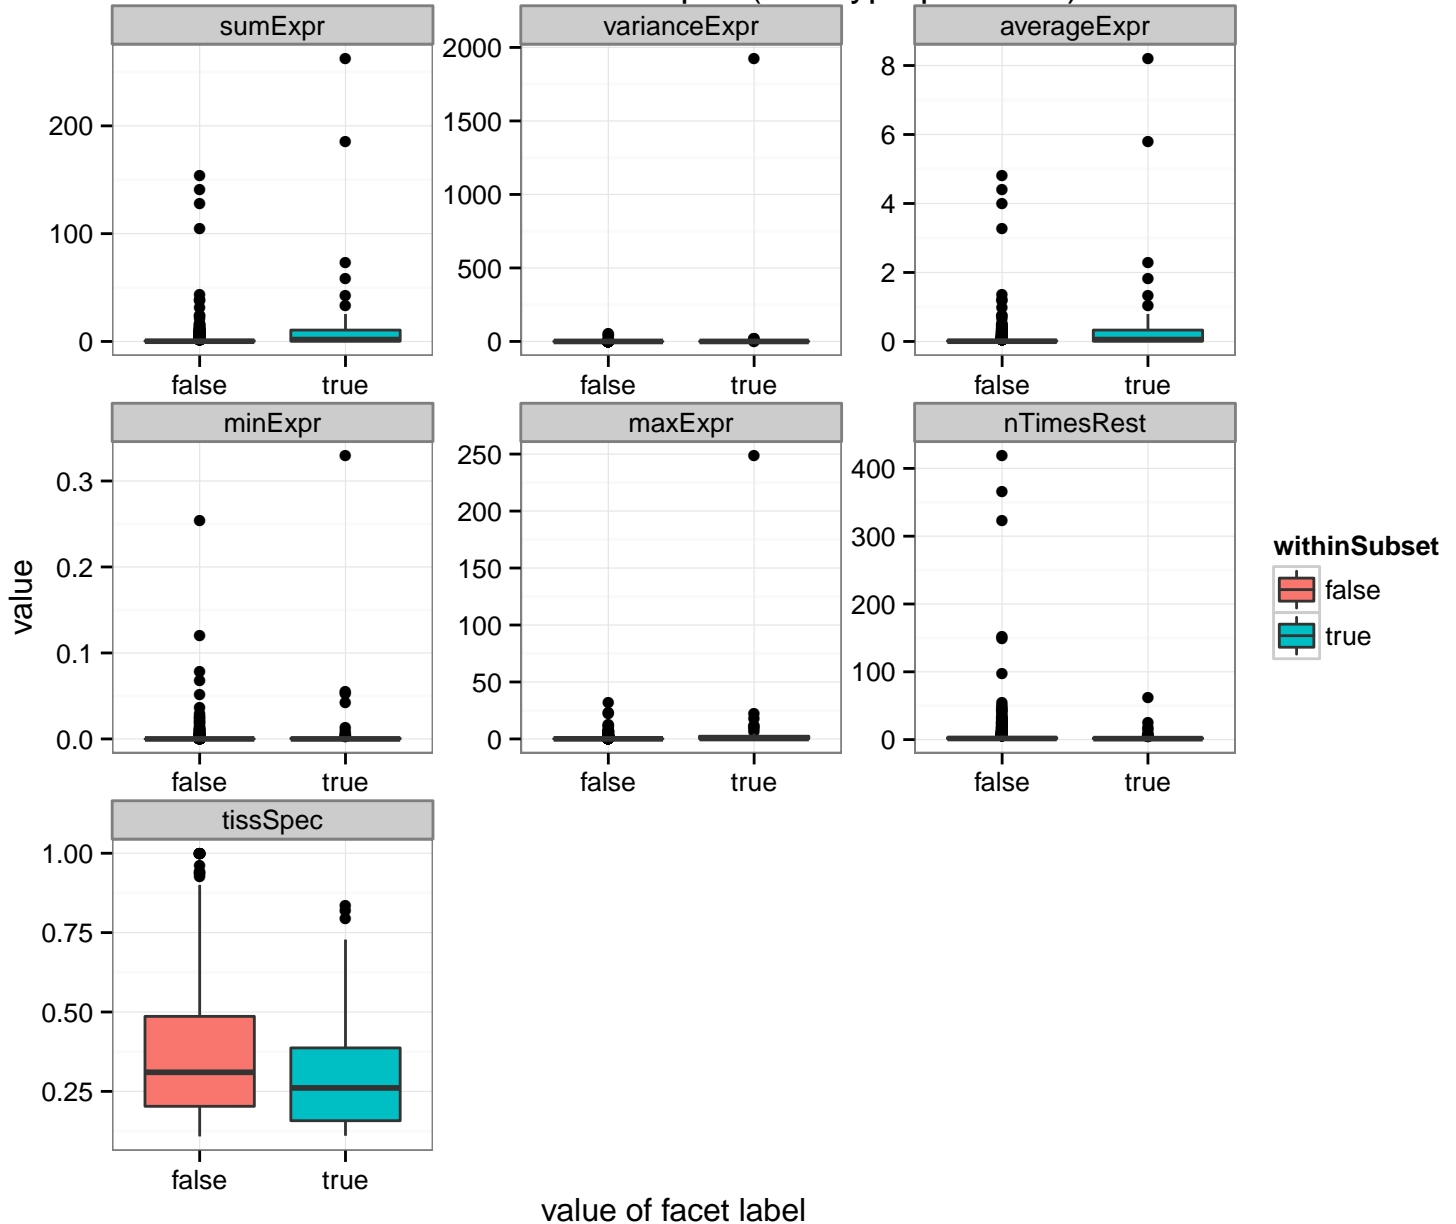 sumExpr varianceExpr averageExpr
2000
8
200
1500
6
1000
4
100
500
2
0 0 0
false true false true false true
minExpr maxExpr nTimesRest
250
400
0.3
200
300
withinSubset
0.2
150
false
200
true
100
0.1
100
50
0.0 0 0
false true false true false true
value
tissSpec
1.00
0.75
0.50
0.25
false true
value of facet label